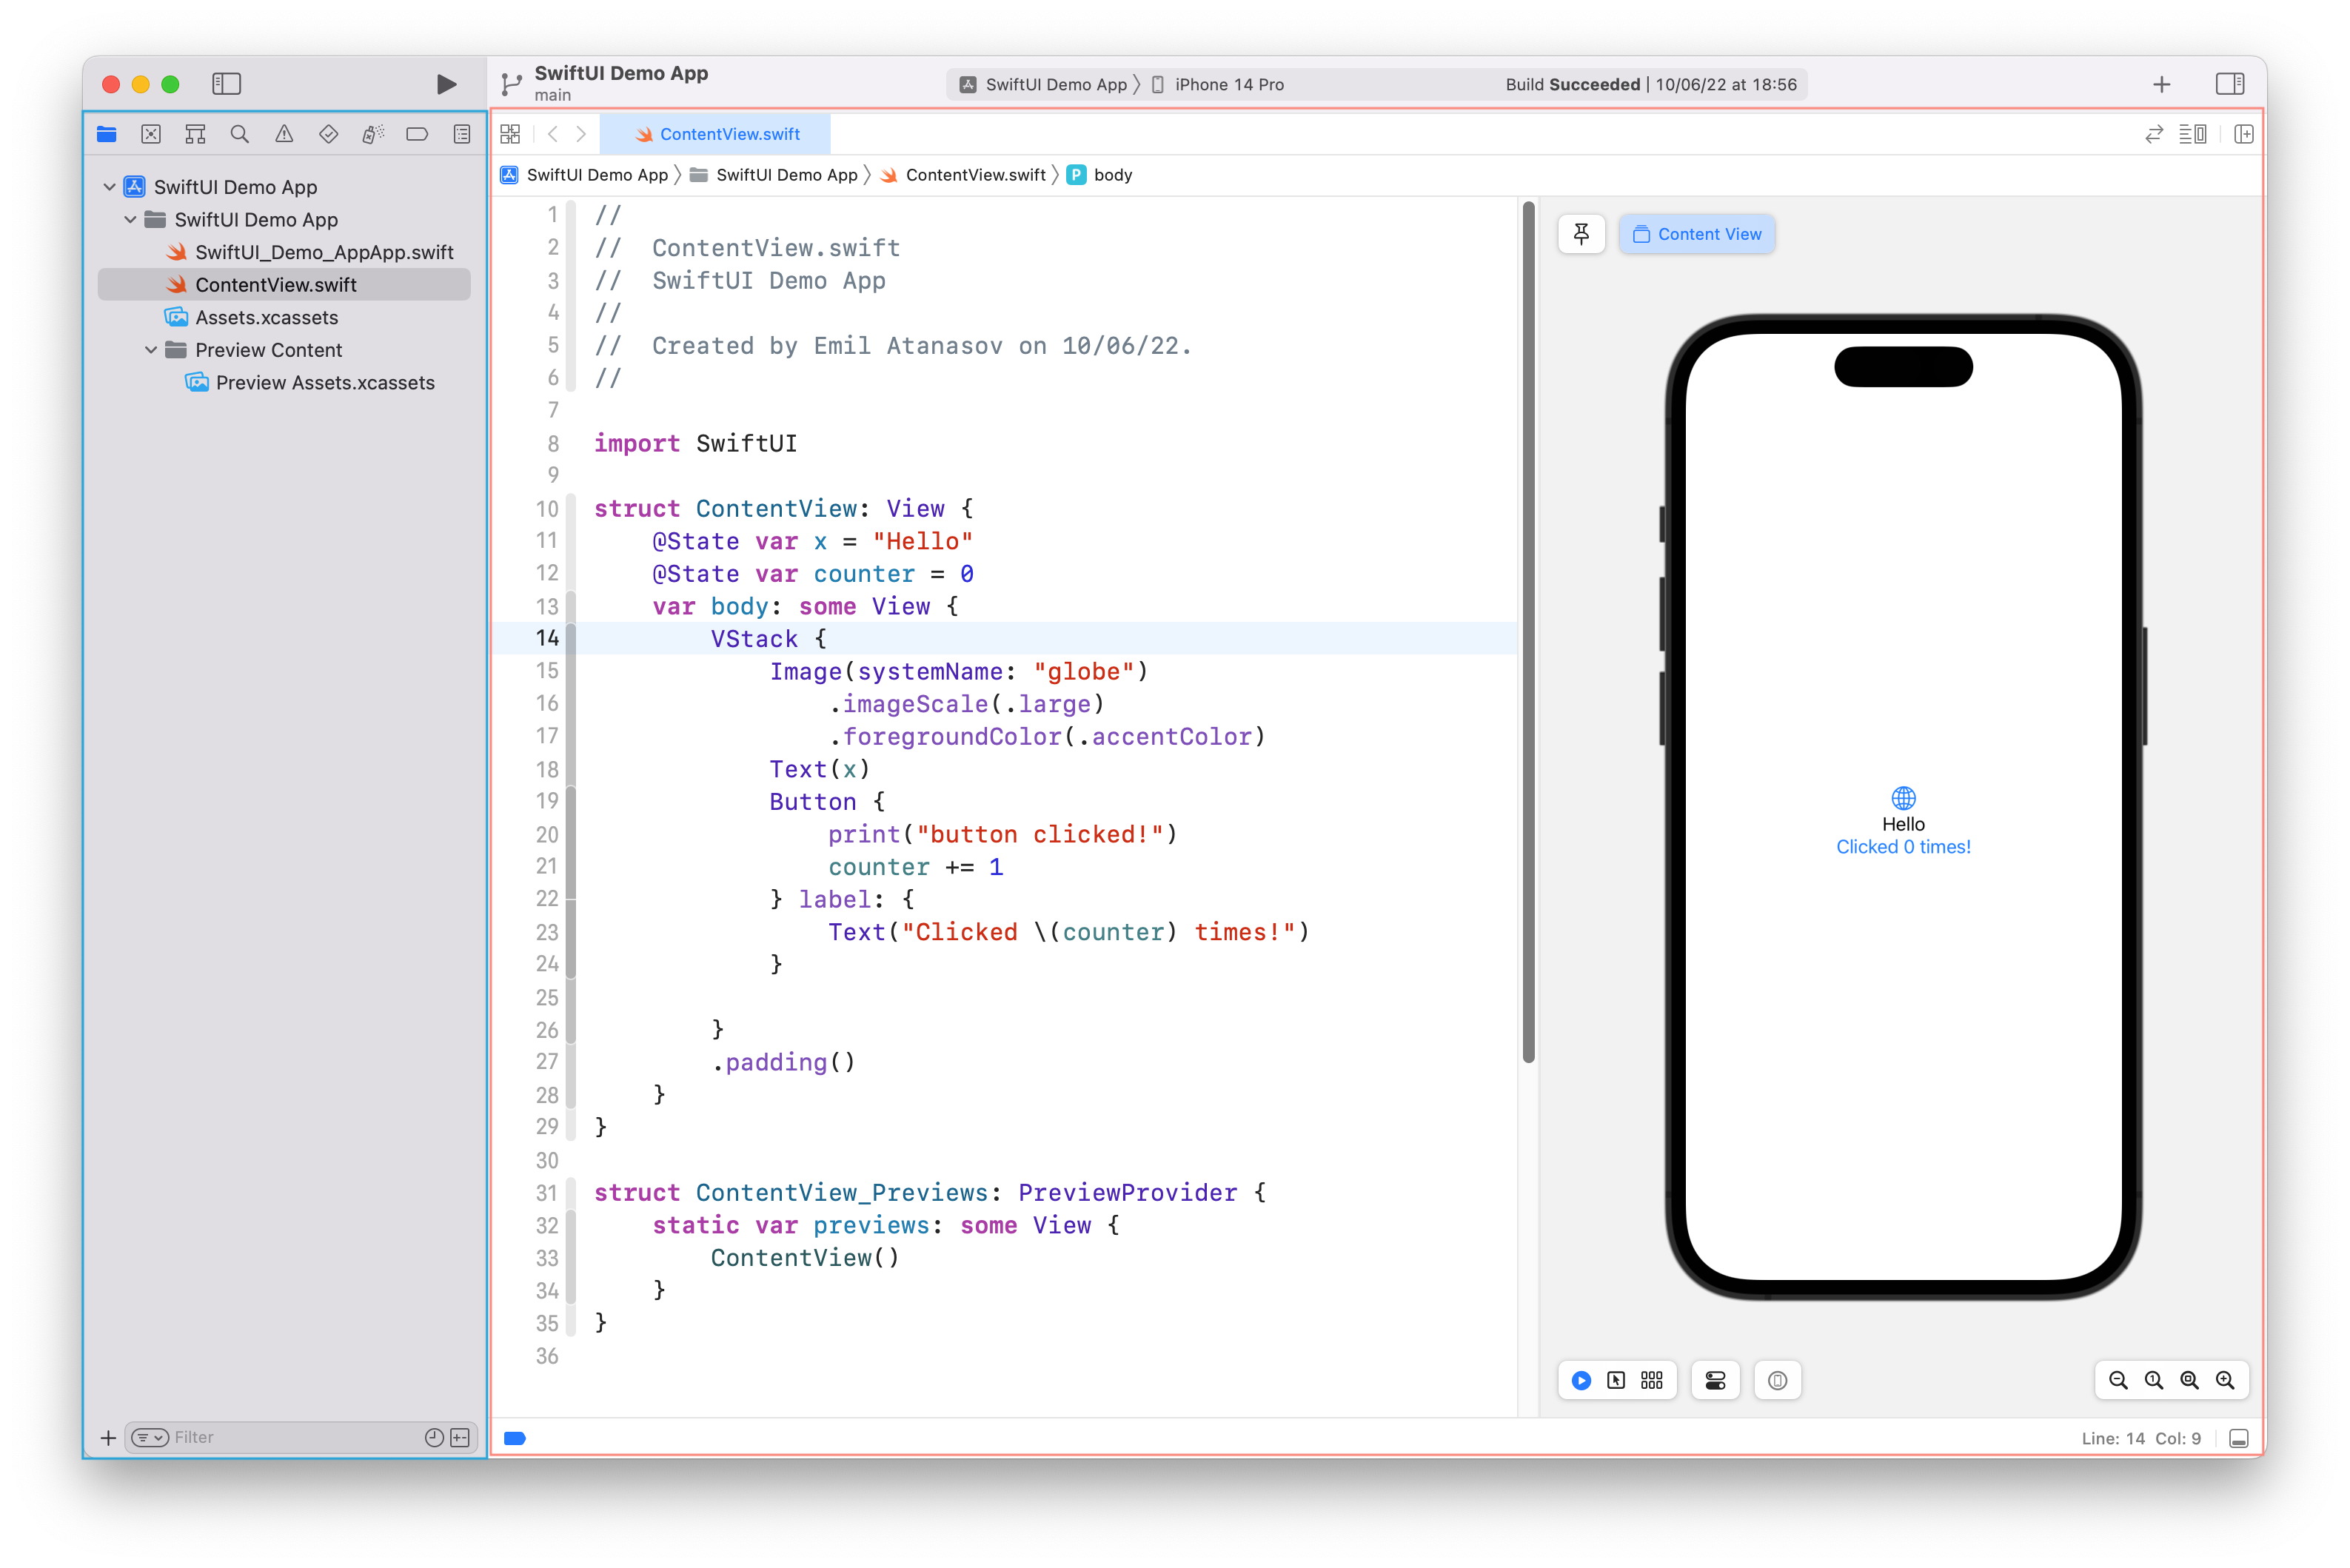 SwiftUI Demo App
main
SwiftUI Demo App
iPhone 14 Pro
Build Succeeded | 10/06/22 at 18:56
SwiftUI Demo App
SwiftUI Demo App
SwiftUI_Demo_AppApp.swift
ContentView.swift
Assets.xcassets
Preview Content
Preview Assets.xcassets
Filter
ContentView.swift
SwiftUI Demo App
SwiftUI Demo App
ContentView.swift
P body
1 //
2 //  ContentView.swift
3 //  SwiftUI Demo App
4 //
5 //  Created by Emil Atanasov on 10/06/22.
6 //
7
8 import SwiftUI
9
10 struct ContentView: View {
11     @State var x = "Hello"
12     @State var counter = 0
13     var body: some View {
14         VStack {
15             Image(systemName: "globe")
16                 .imageScale(.large)
17                 .foregroundColor(.accentColor)
18             Text(x)
19             Button {
20                 print("button clicked!")
21                 counter += 1
22             } label: {
23                 Text("Clicked \(counter) times!")
24             }
25
26         }
27         .padding()
28     }
29 }
30
31 struct ContentView_Previews: PreviewProvider {
32     static var previews: some View {
33         ContentView()
34     }
35 }
36
Content View
Hello
Clicked 0 times!
Line: 14 Col: 9